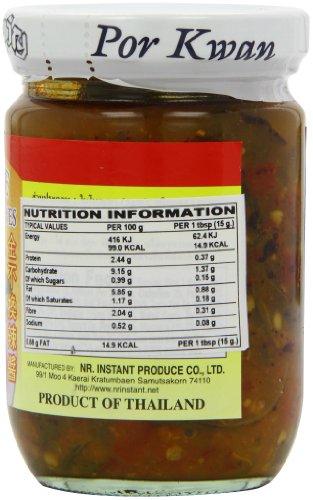 Por Kwan
NUTRITION INFORMATION
TYPICAL VALUES PER 100 g PER 1 tbsp (15 g.)
Energy 416 KJ 62.4 KJ
99.0 KCAL 14.9 KCAL
Protein 2.44 g 0.37 g
Carbohydrate 9.15 g 1.37 g
Of which Sugars 0.99 g 0.15 g
Fat 5.85 g 0.88 g
Of which Saturates 1.17 g 0.18 g
Fibre 2.04 g 0.31 g
Sodium 0.52 g 0.08 g
0.88 g FAT 14.9 KCAL PER 1 tbsp (15 g.)
MANUFACTURED BY: NR. INSTANT PRODUCE CO., LTD.
99/1 Moo 4 Kaerai Kratumbaen Samutsakorn 74110
http://www.nrinstant.net
PRODUCT OF THAILAND